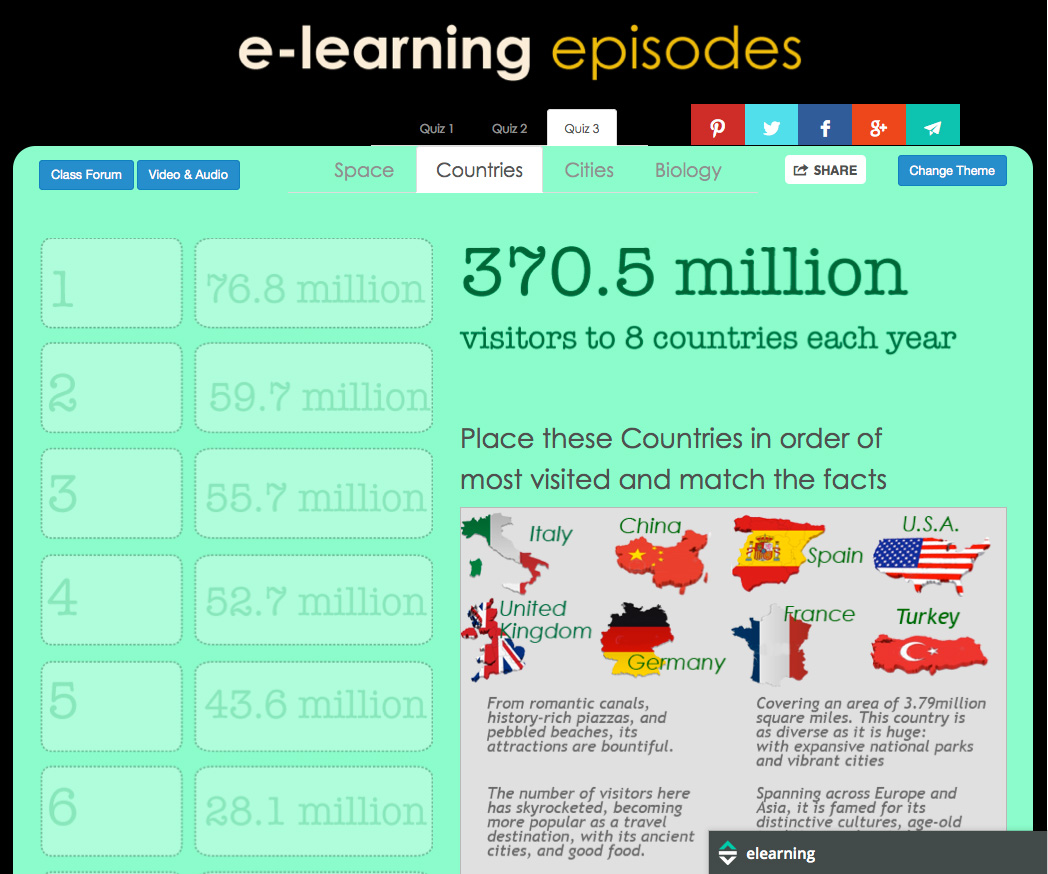 e-learning episodes
Quiz 1
Quiz 2
Quiz 3
Class Forum
Video & Audio
Space
Countries
Cities
Biology
SHARE
Change Theme
1
76.8 million
2
59.7 million
3
55.7 million
4
52.7 million
5
43.6 million
6
28.1 million
370.5 million
visitors to 8 countries each year
Place these Countries in order of
most visited and match the facts
Italy
China
Spain
U.S.A.
United
Kingdom
Germany
France
Turkey
From romantic canals,
history-rich piazzas, and
pebbled beaches, its
attractions are bountiful.
Covering an area of 3.79million
square miles. This country is
as diverse as it is huge:
with expansive national parks
and vibrant cities
The number of visitors here
has skyrocketed, becoming
more popular as a travel
destination, with its ancient
cities, and good food.
Spanning across Europe and
Asia, it is famed for its
distinctive cultures, age-old
elearning